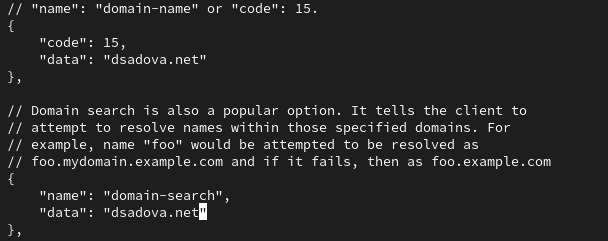 // "name": "domain-name" or "code": 15.
{
    "code": 15,
    "data": "dsadova.net"
},
// Domain search is also a popular option. It tells the client to
// attempt to resolve names within those specified domains. For
// example, name "foo" would be attempted to be resolved as
// foo.mydomain.example.com and if it fails, then as foo.example.com
{
    "name": "domain-search",
    "data": "dsadova.net"
},